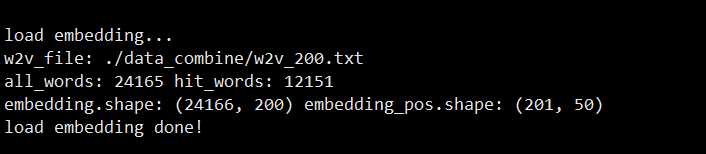 load embedding...
w2v_file: ./data_combine/w2v_200.txt
all_words: 24165 hit_words: 12151
embedding.shape: (24166, 200) embedding_pos.shape: (201, 50)
load embedding done!